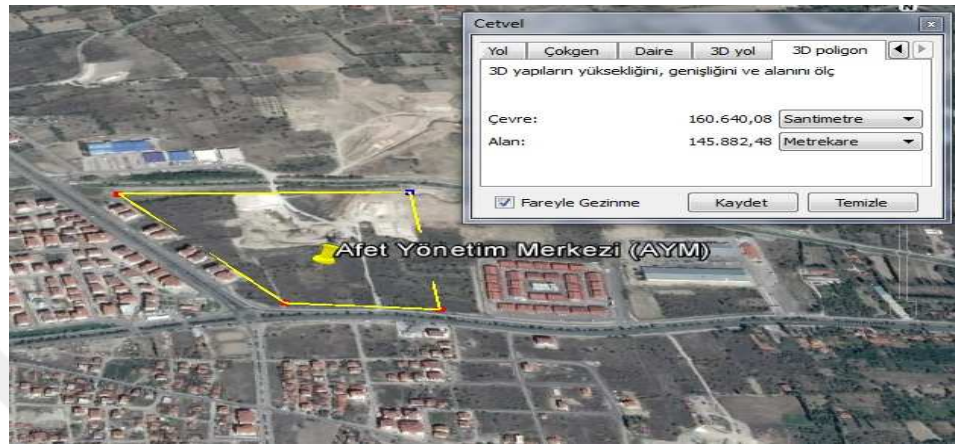 N
Cetvel
Yol Çokgen Daire 3D yol 3D poligon
3D yapıların yüksekliğini, genişliğini ve alanını ölç
Çevre: 160.640,08 Santimetre
Alan: 145.882,48 Metrekare
Fareyle Gezinme Kaydet Temizle
Afet Yönetim Merkezi (AYM)